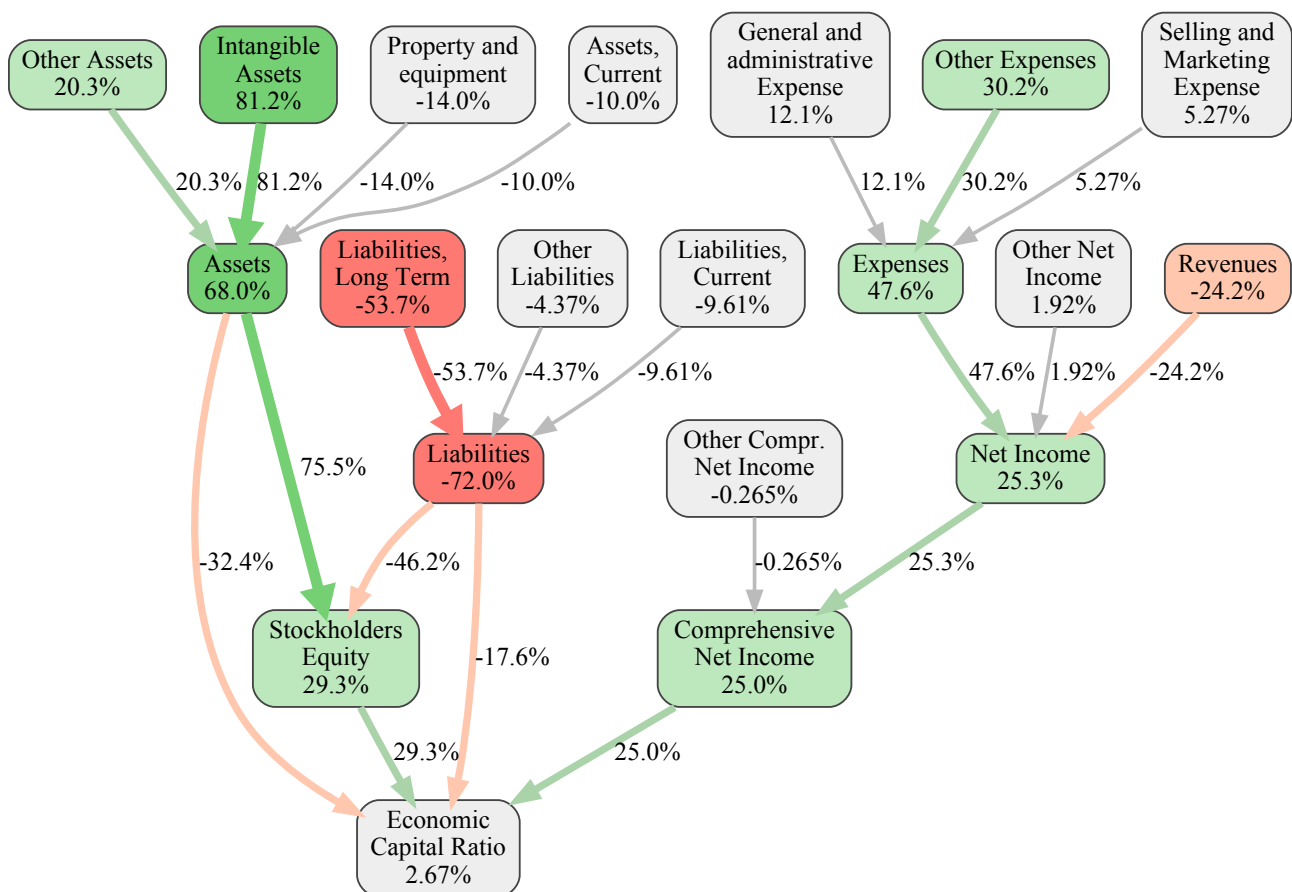 Other Assets
20.3%
Intangible
Assets
81.2%
Property and
equipment
-14.0%
Assets,
Current
-10.0%
General and
administrative
Expense
12.1%
Other Expenses
30.2%
Selling and
Marketing
Expense
5.27%
20.3%
81.2%
-14.0%
-10.0%
12.1%
30.2%
5.27%
Assets
68.0%
Liabilities,
Long Term
-53.7%
Other
Liabilities
-4.37%
Liabilities,
Current
-9.61%
Expenses
47.6%
Other Net
Income
1.92%
Revenues
-24.2%
-53.7%
-4.37%
-9.61%
47.6%
1.92%
-24.2%
75.5%
Liabilities
-72.0%
Other Compr.
Net Income
-0.265%
Net Income
25.3%
-32.4%
-46.2%
-17.6%
-0.265%
25.3%
Stockholders
Equity
29.3%
Comprehensive
Net Income
25.0%
29.3%
25.0%
Economic
Capital Ratio
2.67%